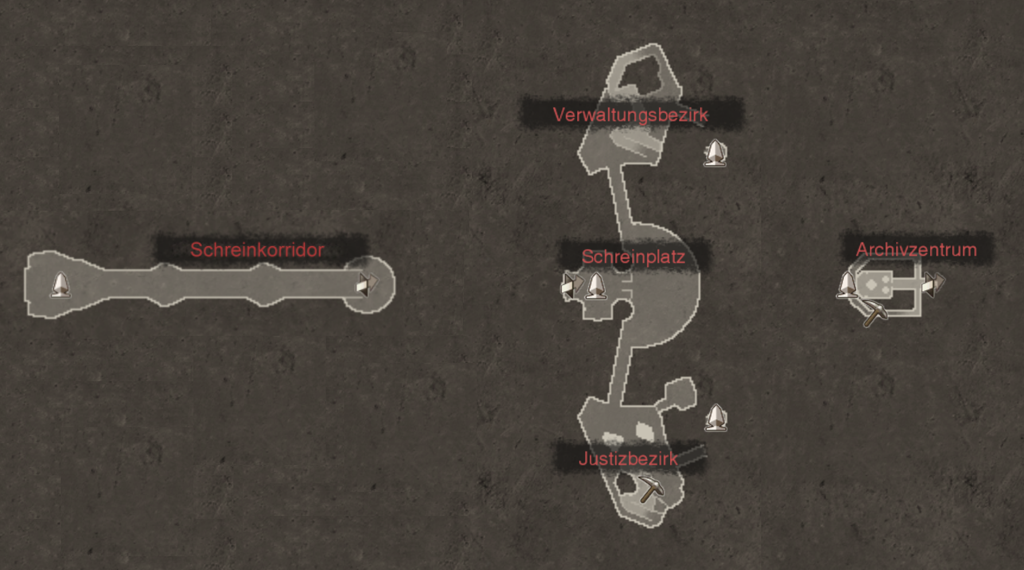 Verwaltungsbezirk
Schreinkorridor
Schreinplatz
Archivzentrum
Justizbezirk